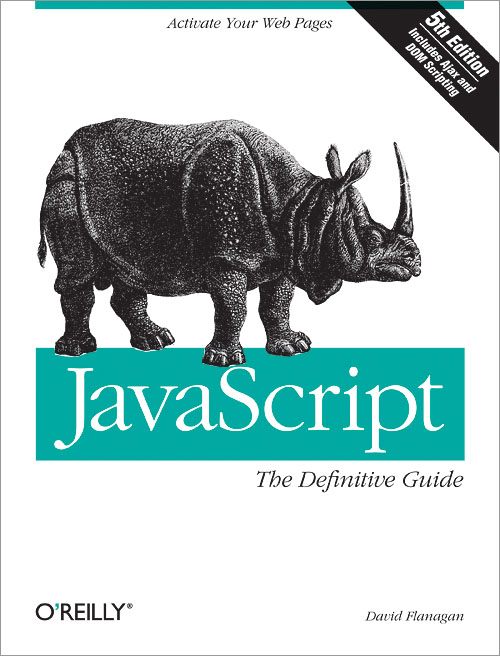 Activate Your Web Pages
5th Edition
Includes Ajax and
DOM Scripting
JavaScript
The Definitive Guide
O'REILLY®
David Flanagan